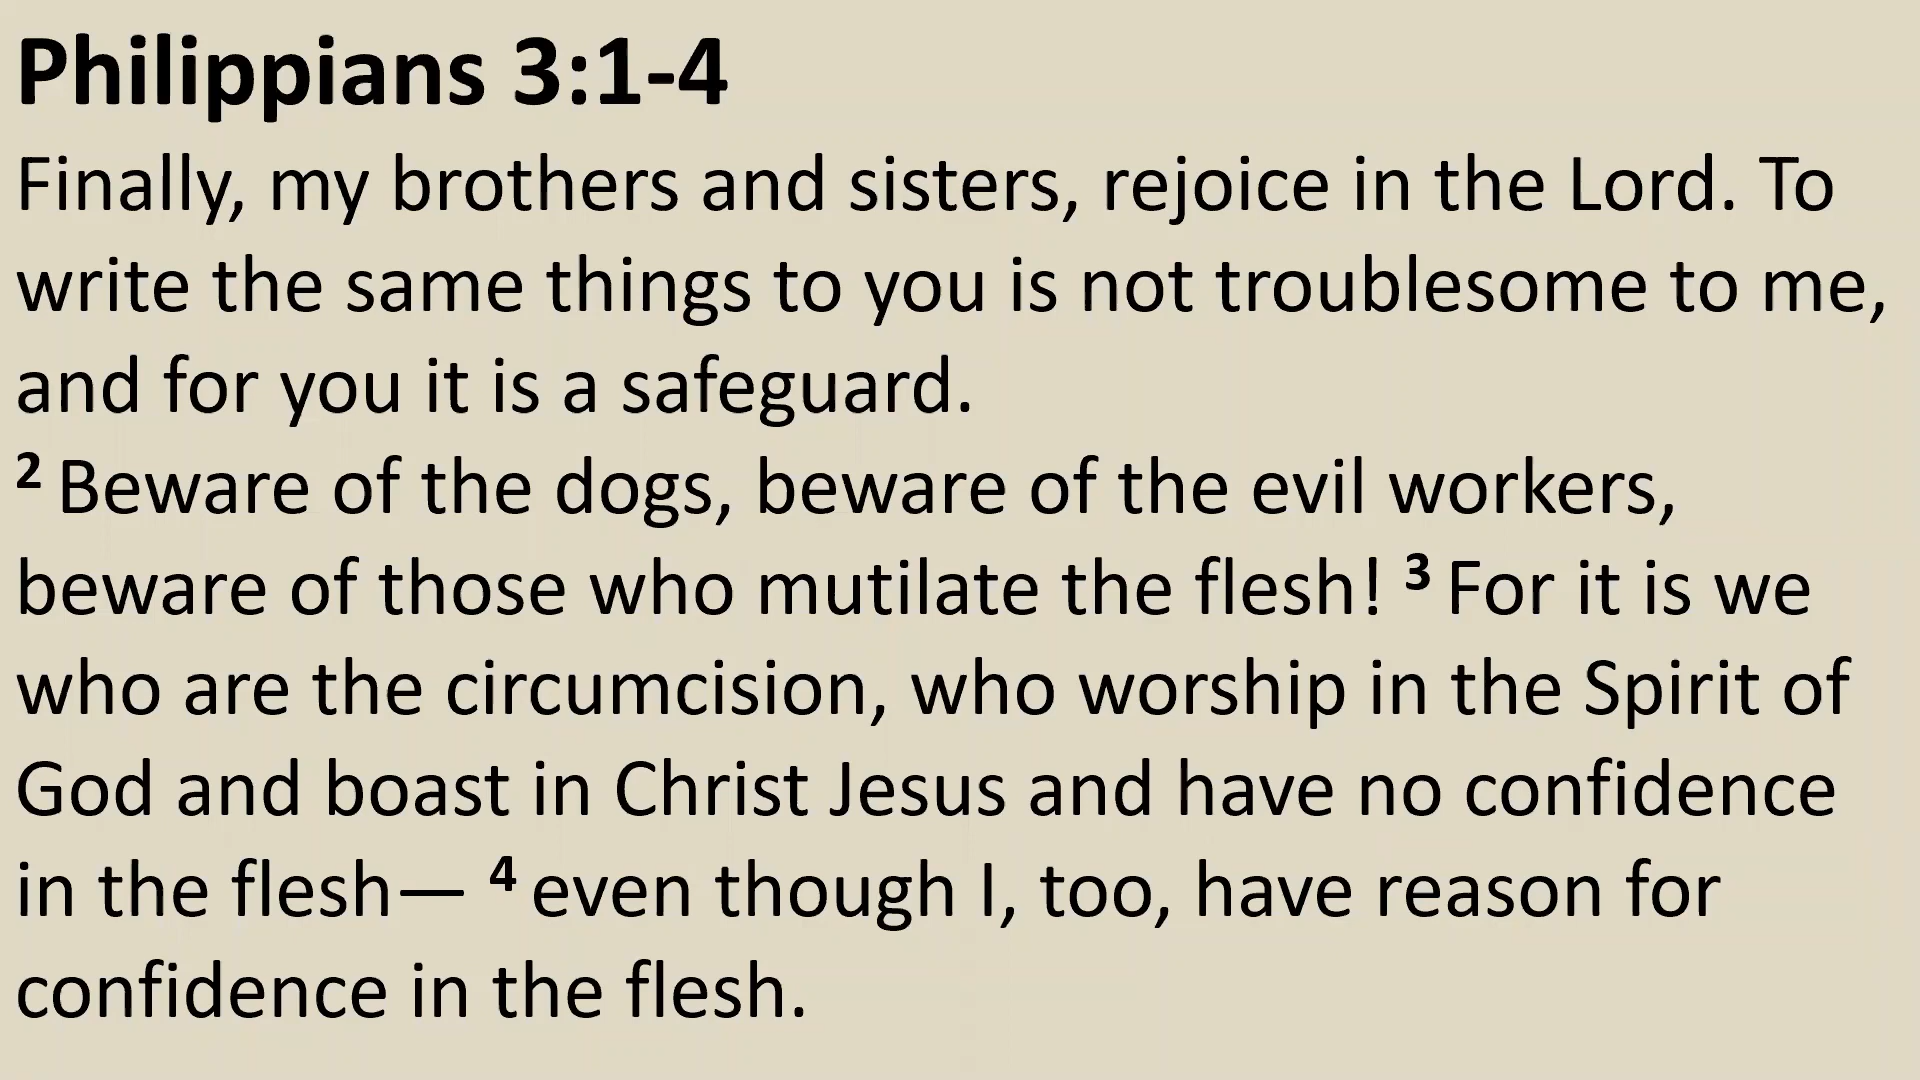 Philippians 3:1-4
Finally, my brothers and sisters, rejoice in the Lord. To
write the same things to you is not troublesome to me,
and for you it is a safeguard.
² Beware of the dogs, beware of the evil workers,
beware of those who mutilate the flesh! ³ For it is we
who are the circumcision, who worship in the Spirit of
God and boast in Christ Jesus and have no confidence
in the flesh— ⁴ even though I, too, have reason for
confidence in the flesh.